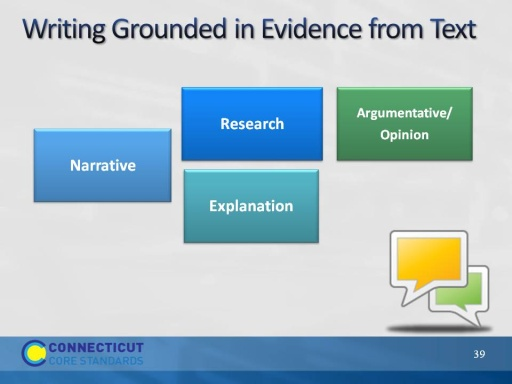 Writing Grounded in Evidence from Text
Research
Argumentative/
Opinion
Narrative
Explanation
CONNECTICUT
CORE STANDARDS
39